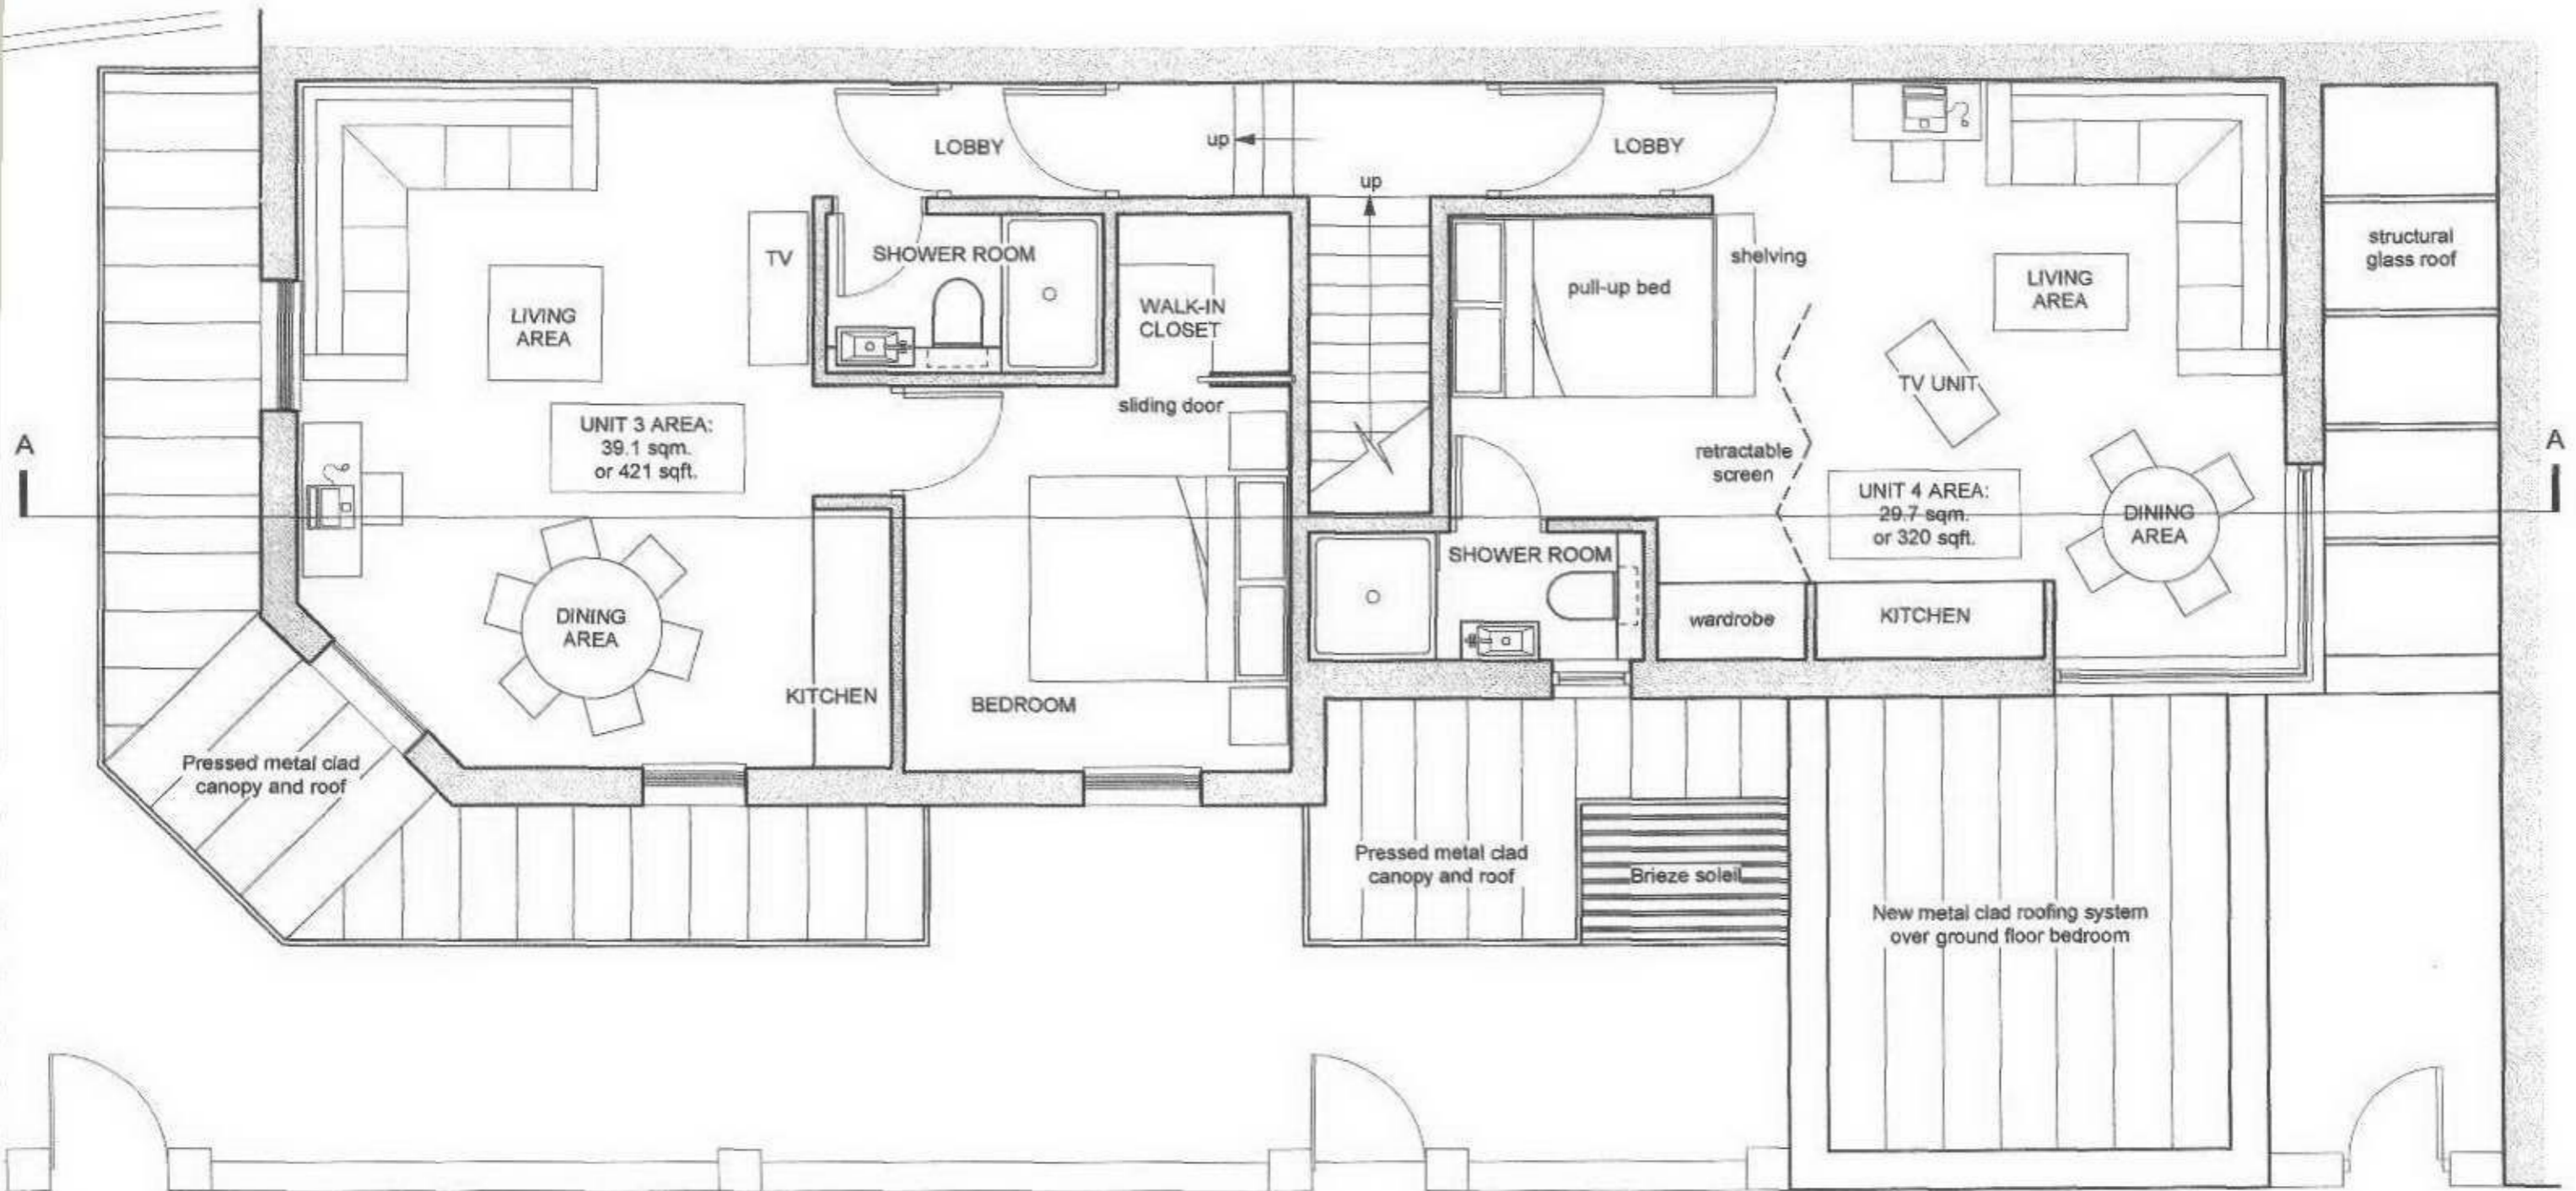 LOBBY
up
LOBBY
up
TV
SHOWER ROOM
WALK-IN
CLOSET
LIVING
AREA
sliding door
UNIT 3 AREA:
39.1 sqm.
or 421 sqft.
A
DINING
AREA
KITCHEN
BEDROOM
Pressed metal clad
canopy and roof
pull-up bed
shelving
LIVING
AREA
structural
glass roof
TV UNIT
retractable
screen
UNIT 4 AREA:
29.7 sqm.
or 320 sqft.
DINING
AREA
A
SHOWER ROOM
wardrobe
KITCHEN
Pressed metal clad
canopy and roof
Brieze soleil
New metal clad roofing system
over ground floor bedroom